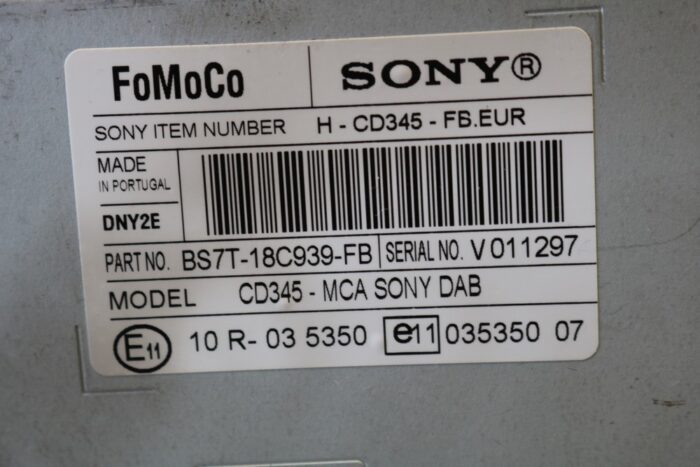 FoMoCo SONY®
SONY ITEM NUMBER H - CD345 - FB.EUR
MADE
IN PORTUGAL
DNY2E
PART NO. BS7T-18C939-FB SERIAL NO. V 011297
MODEL CD345 - MCA SONY DAB
E11 10 R- 03 5350 e11 035350 07